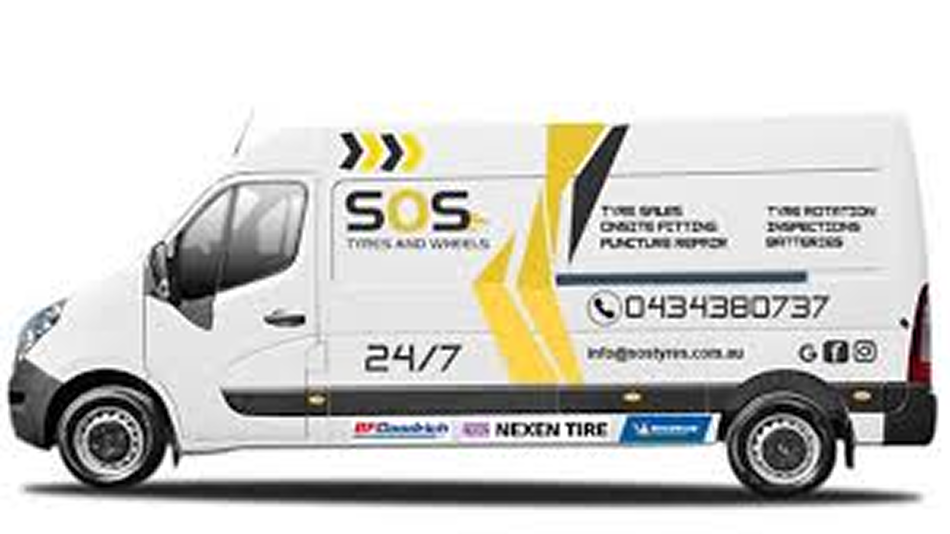 SOS
TYRES AND WHEELS
TYRE SALES
ONSITE FITTING
PUNCTURE REPAIR
TYRE ROTATION
INSPECTIONS
BATTERIES
0434380737
24/7
info@sostyres.com.au
G f
BFGoodrich
NEXEN TIRE
MICHELIN